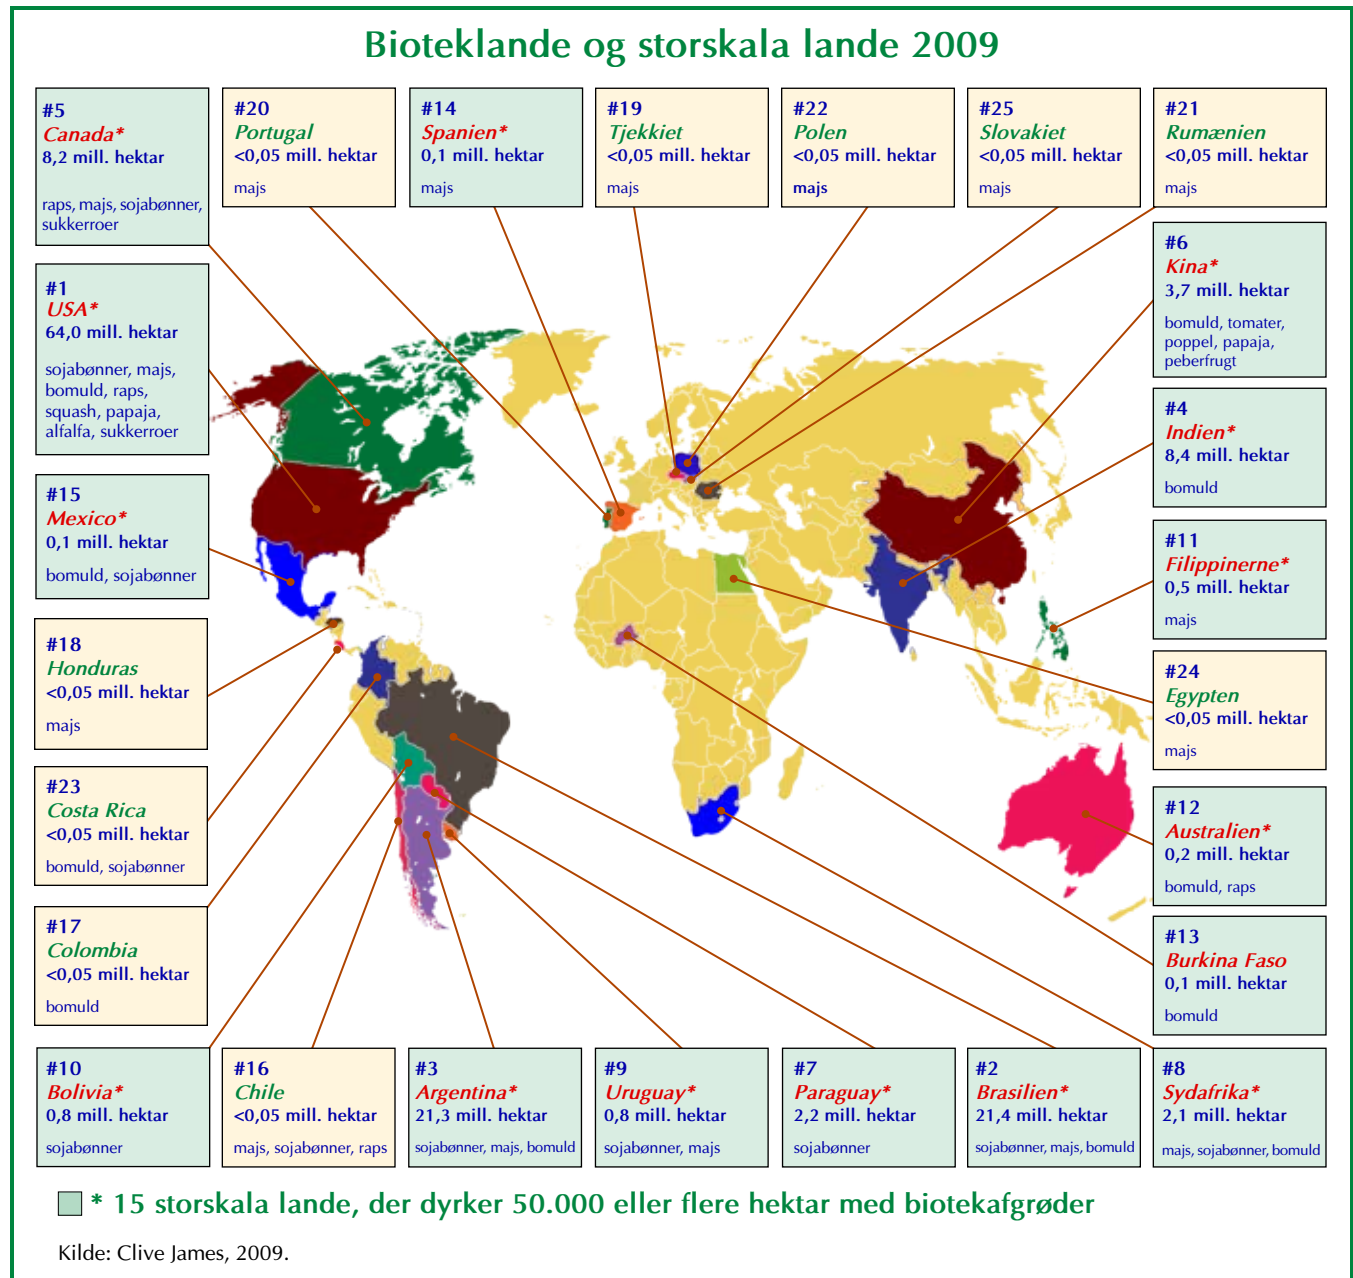 Bioteklande og storskala lande 2009
#5
Canada*
8,2 mill. hektar
raps, majs, sojabønner,
sukkerroer
#20
Portugal
<0,05 mill. hektar
majs
#14
Spanien*
0,1 mill. hektar
majs
#19
Tjekkiet
<0,05 mill. hektar
majs
#22
Polen
<0,05 mill. hektar
majs
#25
Slovakiet
<0,05 mill. hektar
majs
#21
Rumænien
<0,05 mill. hektar
majs
#1
USA*
64,0 mill. hektar
sojabønner, majs,
bomuld, raps,
squash, papaja,
alfalfa, sukkerroer
#15
Mexico*
0,1 mill. hektar
bomuld, sojabønner
#18
Honduras
<0,05 mill. hektar
majs
#23
Costa Rica
<0,05 mill. hektar
bomuld, sojabønner
#17
Colombia
<0,05 mill. hektar
bomuld
#6
Kina*
3,7 mill. hektar
bomuld, tomater,
poppel, papaja,
peberfrugt
#4
Indien*
8,4 mill. hektar
bomuld
#11
Filippinerne*
0,5 mill. hektar
majs
#24
Egypten
<0,05 mill. hektar
majs
#12
Australien*
0,2 mill. hektar
bomuld, raps
#13
Burkina Faso
0,1 mill. hektar
bomuld
#10
Bolivia*
0,8 mill. hektar
sojabønner
#16
Chile
<0,05 mill. hektar
majs, sojabønner, raps
#3
Argentina*
21,3 mill. hektar
sojabønner, majs, bomuld
#9
Uruguay*
0,8 mill. hektar
sojabønner, majs
#7
Paraguay*
2,2 mill. hektar
sojabønner
#2
Brasilien*
21,4 mill. hektar
sojabønner, majs, bomuld
#8
Sydafrika*
2,1 mill. hektar
majs, sojabønner, bomuld
* 15 storskala lande, der dyrker 50.000 eller flere hektar med biotekafgrøder
Kilde: Clive James, 2009.